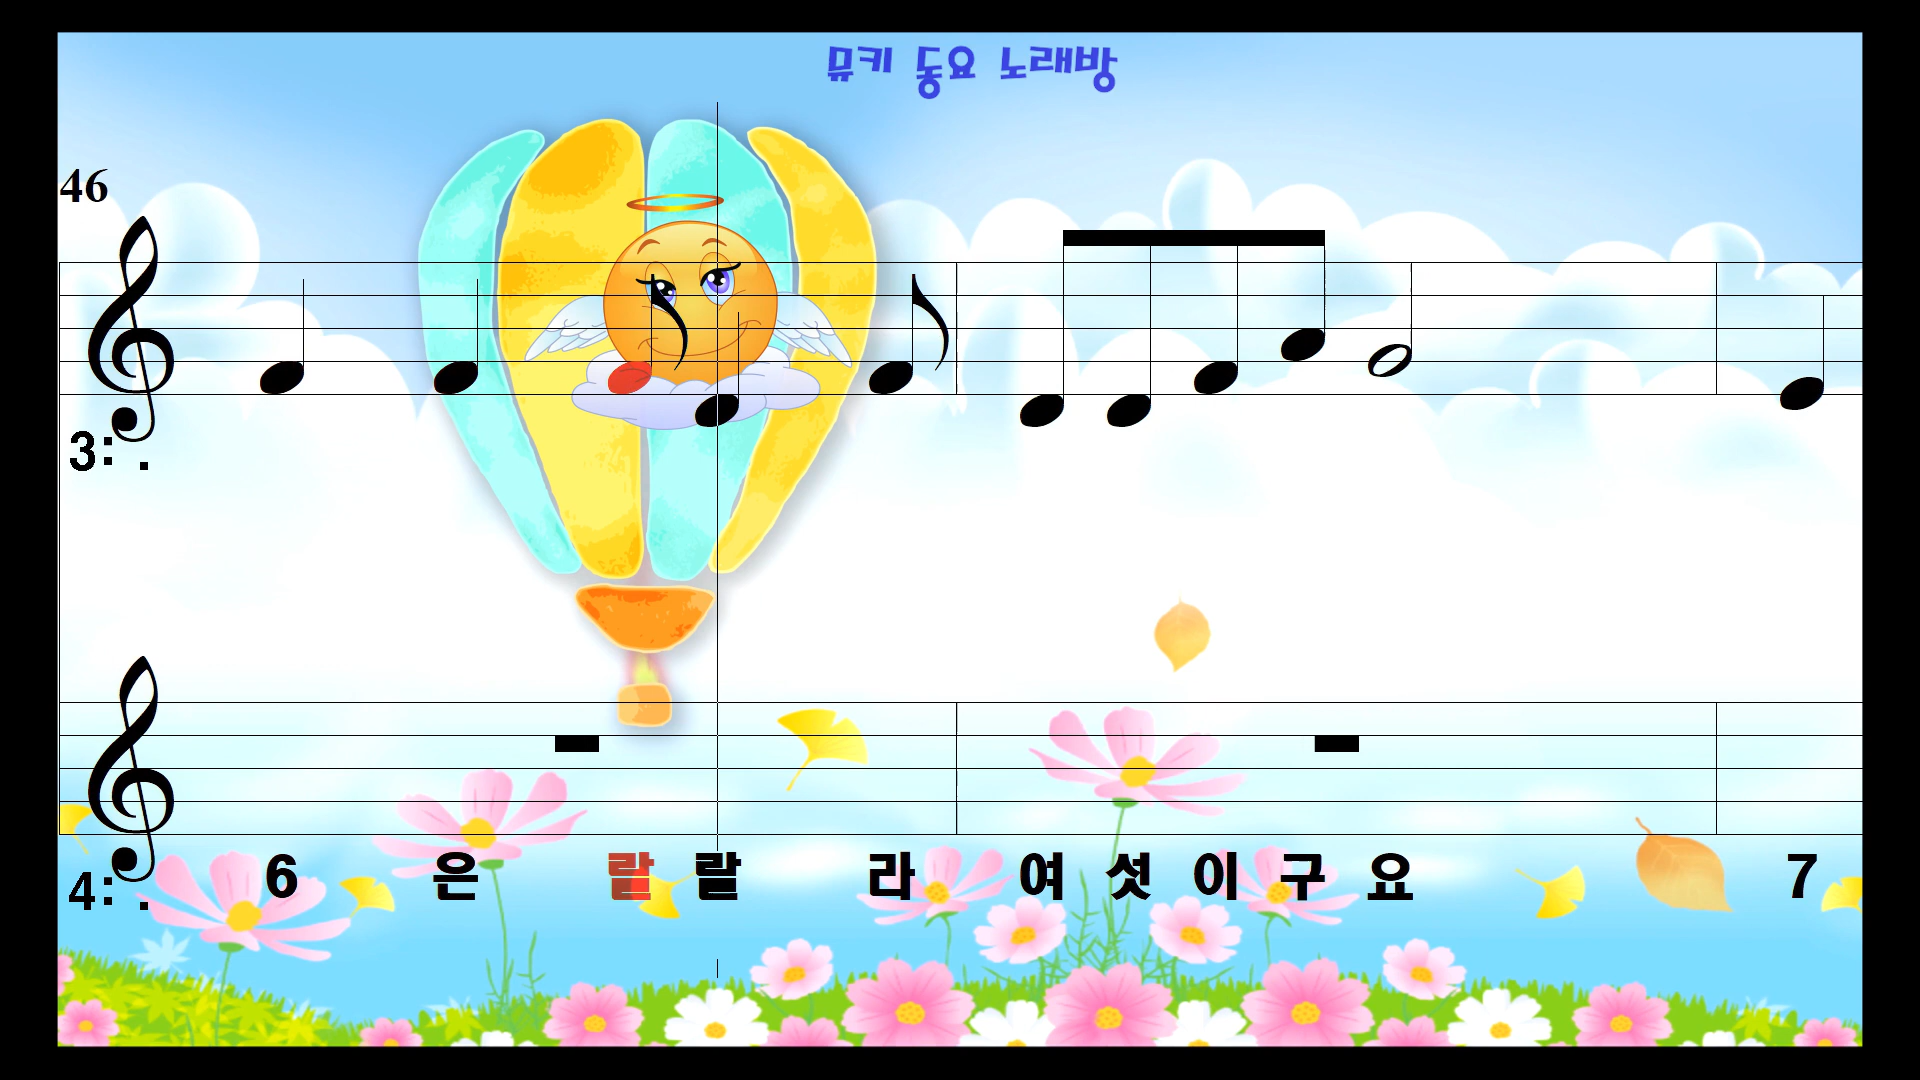 뮤키 동요 노래방
46
3: .
4: .
6 은 랄 랄 라 여 섯 이 구 요 7